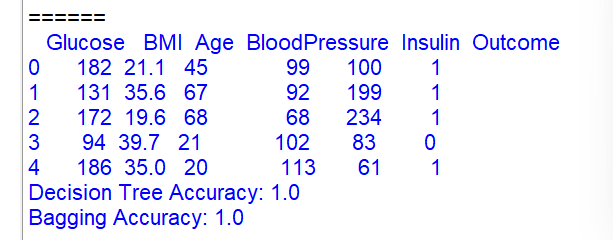 ======
Glucose BMI Age BloodPressure Insulin Outcome
0 182 21.1 45 99 100 1
1 131 35.6 67 92 199 1
2 172 19.6 68 68 234 1
3 94 39.7 21 102 83 0
4 186 35.0 20 113 61 1
Decision Tree Accuracy: 1.0
Bagging Accuracy: 1.0